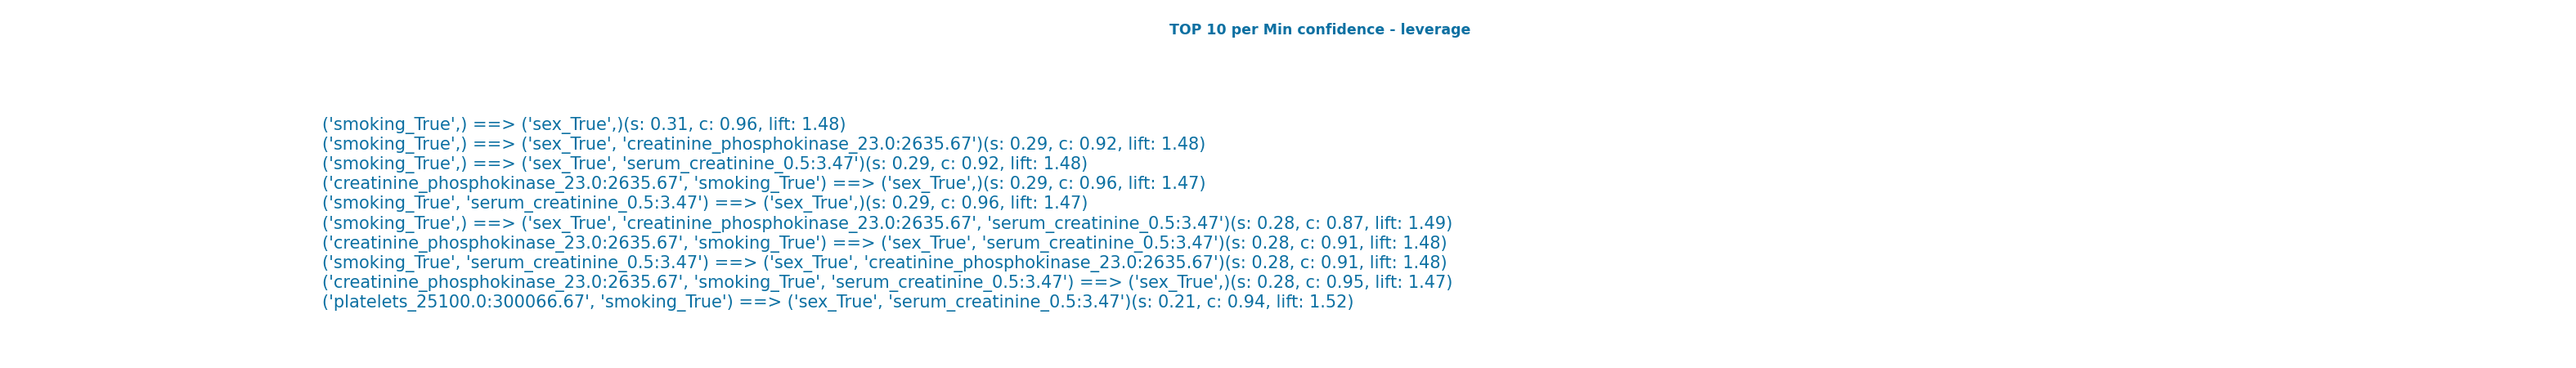 TOP 10 per Min confidence - leverage
('smoking_True',) ==> ('sex_True',)(s: 0.31, c: 0.96, lift: 1.48)
('smoking_True',) ==> ('sex_True', 'creatinine_phosphokinase_23.0:2635.67')(s: 0.29, c: 0.92, lift: 1.48)
('smoking_True',) ==> ('sex_True', 'serum_creatinine_0.5:3.47')(s: 0.29, c: 0.92, lift: 1.48)
('creatinine_phosphokinase_23.0:2635.67', 'smoking_True') ==> ('sex_True',)(s: 0.29, c: 0.96, lift: 1.47)
('smoking_True', 'serum_creatinine_0.5:3.47') ==> ('sex_True',)(s: 0.29, c: 0.96, lift: 1.47)
('smoking_True',) ==> ('sex_True', 'creatinine_phosphokinase_23.0:2635.67', 'serum_creatinine_0.5:3.47')(s: 0.28, c: 0.87, lift: 1.49)
('creatinine_phosphokinase_23.0:2635.67', 'smoking_True') ==> ('sex_True', 'serum_creatinine_0.5:3.47')(s: 0.28, c: 0.91, lift: 1.48)
('smoking_True', 'serum_creatinine_0.5:3.47') ==> ('sex_True', 'creatinine_phosphokinase_23.0:2635.67')(s: 0.28, c: 0.91, lift: 1.48)
('creatinine_phosphokinase_23.0:2635.67', 'smoking_True', 'serum_creatinine_0.5:3.47') ==> ('sex_True',)(s: 0.28, c: 0.95, lift: 1.47)
('platelets_25100.0:300066.67', 'smoking_True') ==> ('sex_True', 'serum_creatinine_0.5:3.47')(s: 0.21, c: 0.94, lift: 1.52)